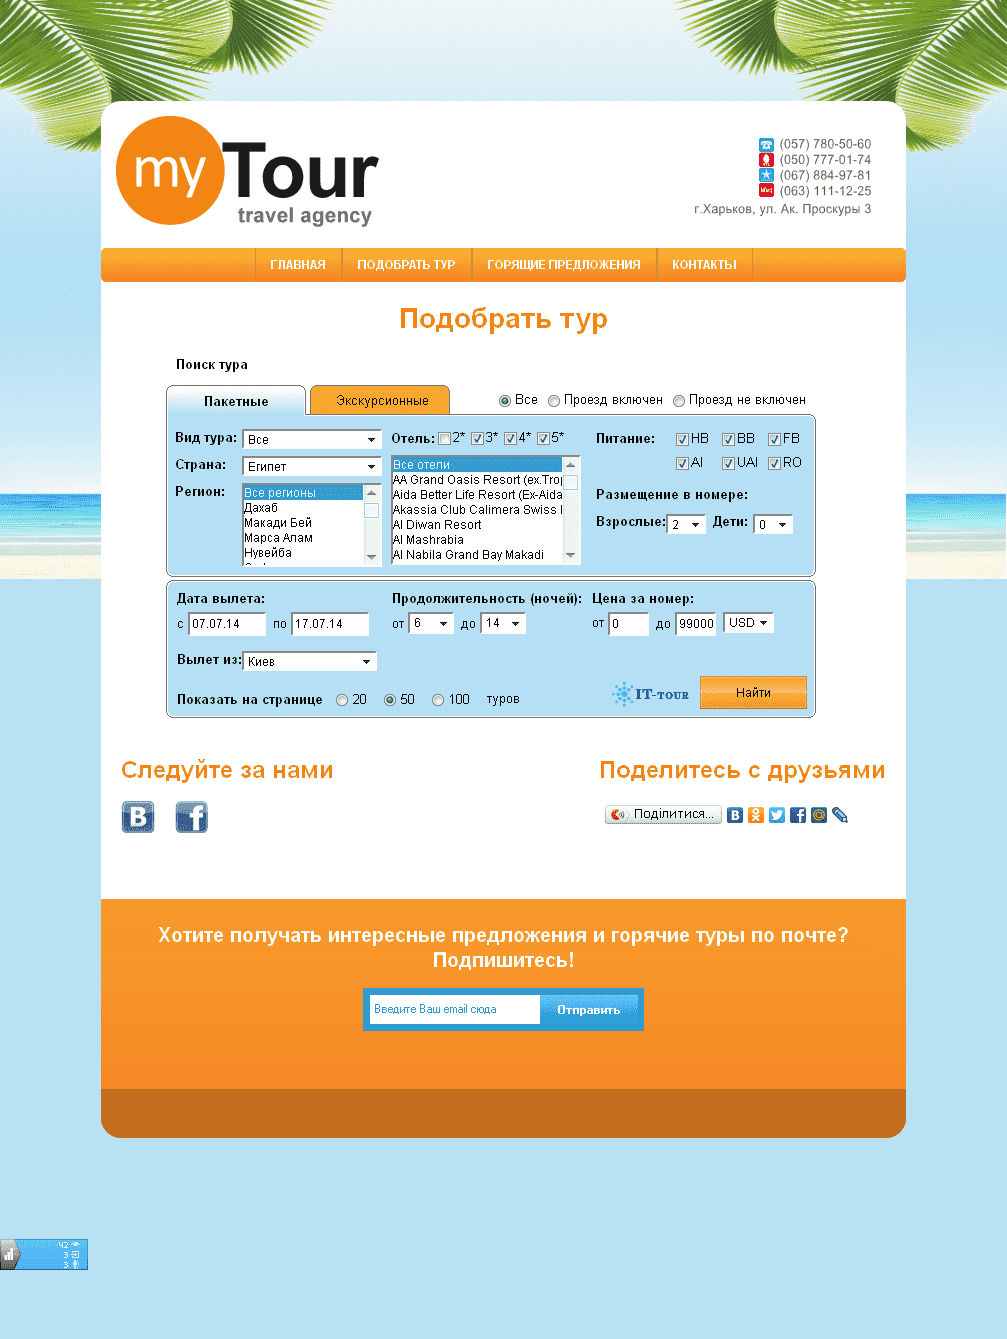 my Tour
travel agency
(057) 780-50-60
(050) 777-01-74
(067) 884-97-81
(063) 111-12-25
г.Харьков, ул. Ак. Проскуры 3
ГЛАВНАЯ ПОДОБРАТЬ ТУР ГОРЯЩИЕ ПРЕДЛОЖЕНИЯ КОНТАКТЫ
Подобрать тур
Поиск тура
Пакетные Экскурсионные Все Проезд включен Проезд не включен
Вид тура: Все Отель: 2* 3* 4* 5* Питание: HB BB FB
Страна: Египет Все отели AI UAI RO
AA Grand Oasis Resort (ex.Trop
Регион: Все регионы Aida Better Life Resort (Ex-Aida Размещение в номере:
Дахаб Akassia Club Calimera Swiss
Макади Бей Al Diwan Resort Взрослые: 2 Дети: 0
Марса Алам Al Mashrabia
Нувейба Al Nabila Grand Bay Makadi
Дата вылета: Продолжительность (ночей): Цена за номер:
с 07.07.14 по 17.07.14 от 6 до 14 от 0 до 99000 USD
Вылет из: Киев
Показать на странице 20 50 100 туров IT-TOUR Найти
Следуйте за нами Поделитесь с друзьями
Поділитися...
Хотите получать интересные предложения и горячие туры по почте?
Подпишитесь!
Введите Ваш email сюда Отправить
42
3
3